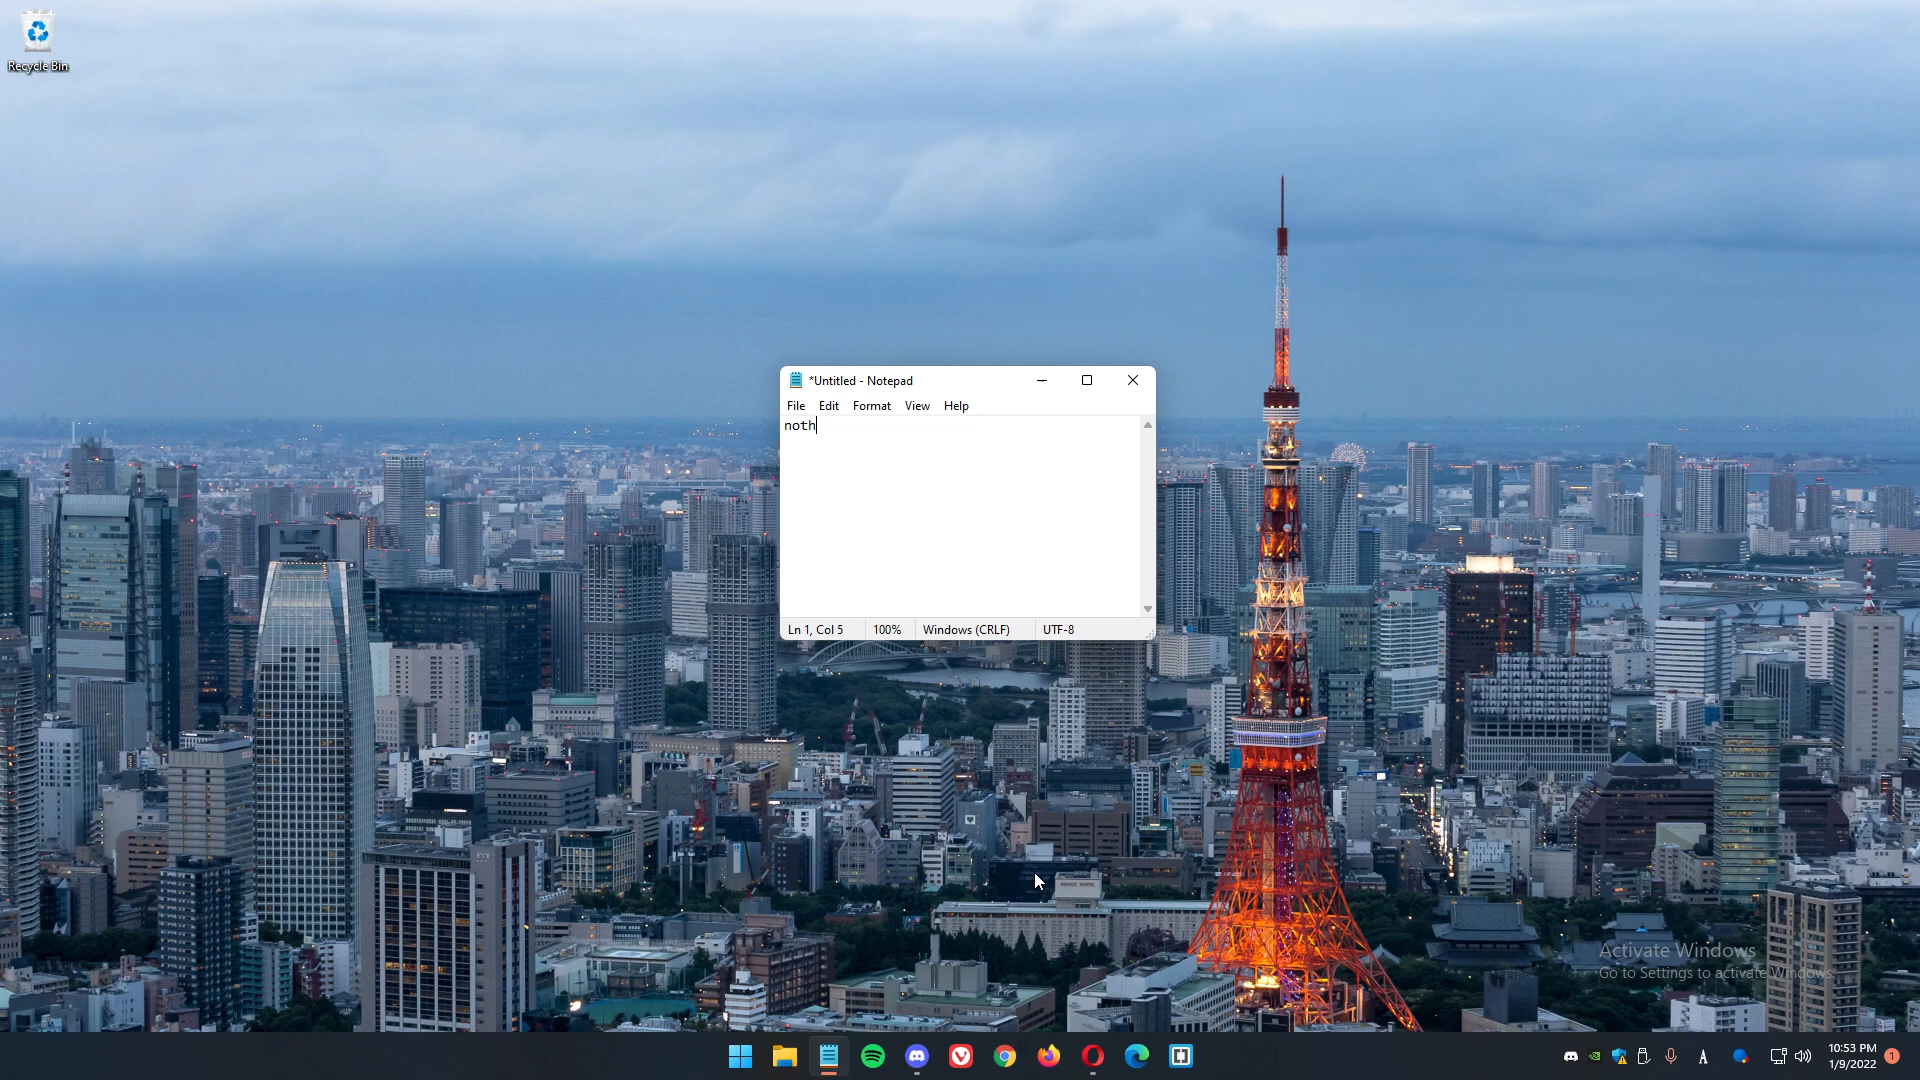 Recycle Bin
*Untitled - Notepad
File Edit Format View Help
noth
Ln 1, Col 5 100% Windows (CRLF) UTF-8
Activate Windows
Go to Settings to activate Windows.
10:53 PM
1/9/2022
1